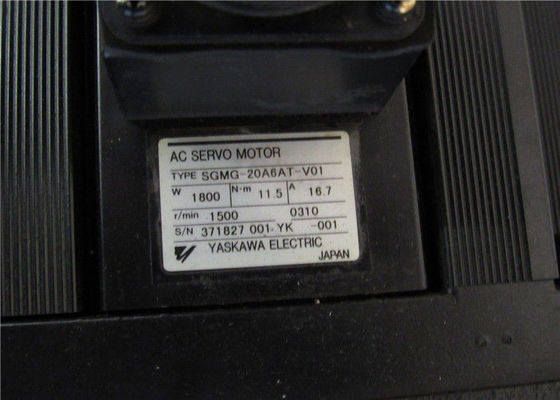 AC SERVO MOTOR
TYPE SGMG-20A6AT-V01
W 1800 N·m 11.5 A 16.7
r/min 1500 0310
S/N 371827 001-YK -001
YASKAWA ELECTRIC
JAPAN